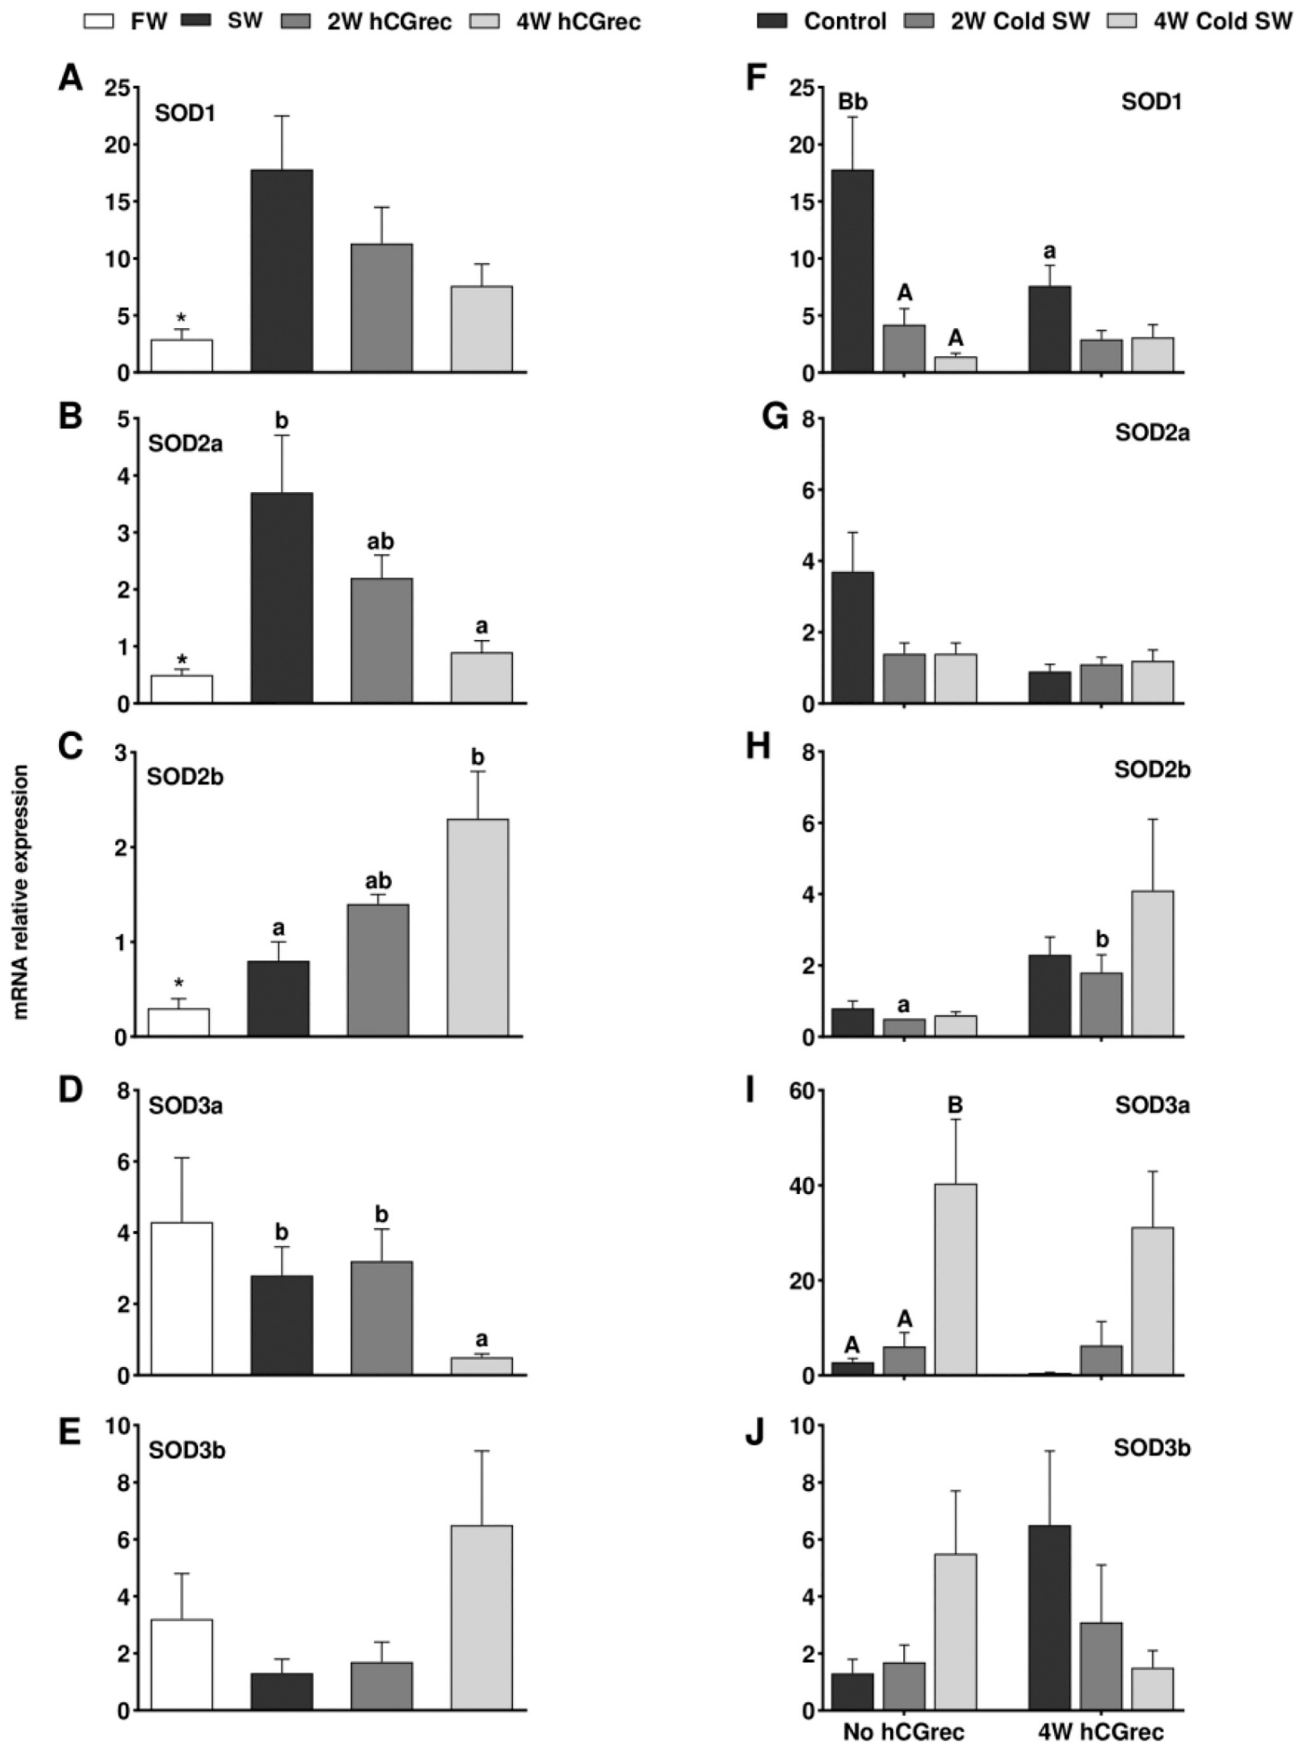 FW SW 2W hCGrec 4W hCGrec
Control 2W Cold SW 4W Cold SW
mRNA relative expression
A
SOD1
25
20
15
10
5
0
*
B
SOD2a
5
4
3
2
1
0
*
b
ab
a
C
SOD2b
3
2
1
0
*
a
ab
b
D
SOD3a
8
6
4
2
0
b
b
a
E
SOD3b
10
8
6
4
2
0
F
SOD1
25
20
15
10
5
0
Bb
A
A
a
G
SOD2a
8
6
4
2
0
H
SOD2b
8
6
4
2
0
a
b
I
SOD3a
60
40
20
0
A
A
B
J
SOD3b
10
8
6
4
2
0
No hCGrec 4W hCGrec